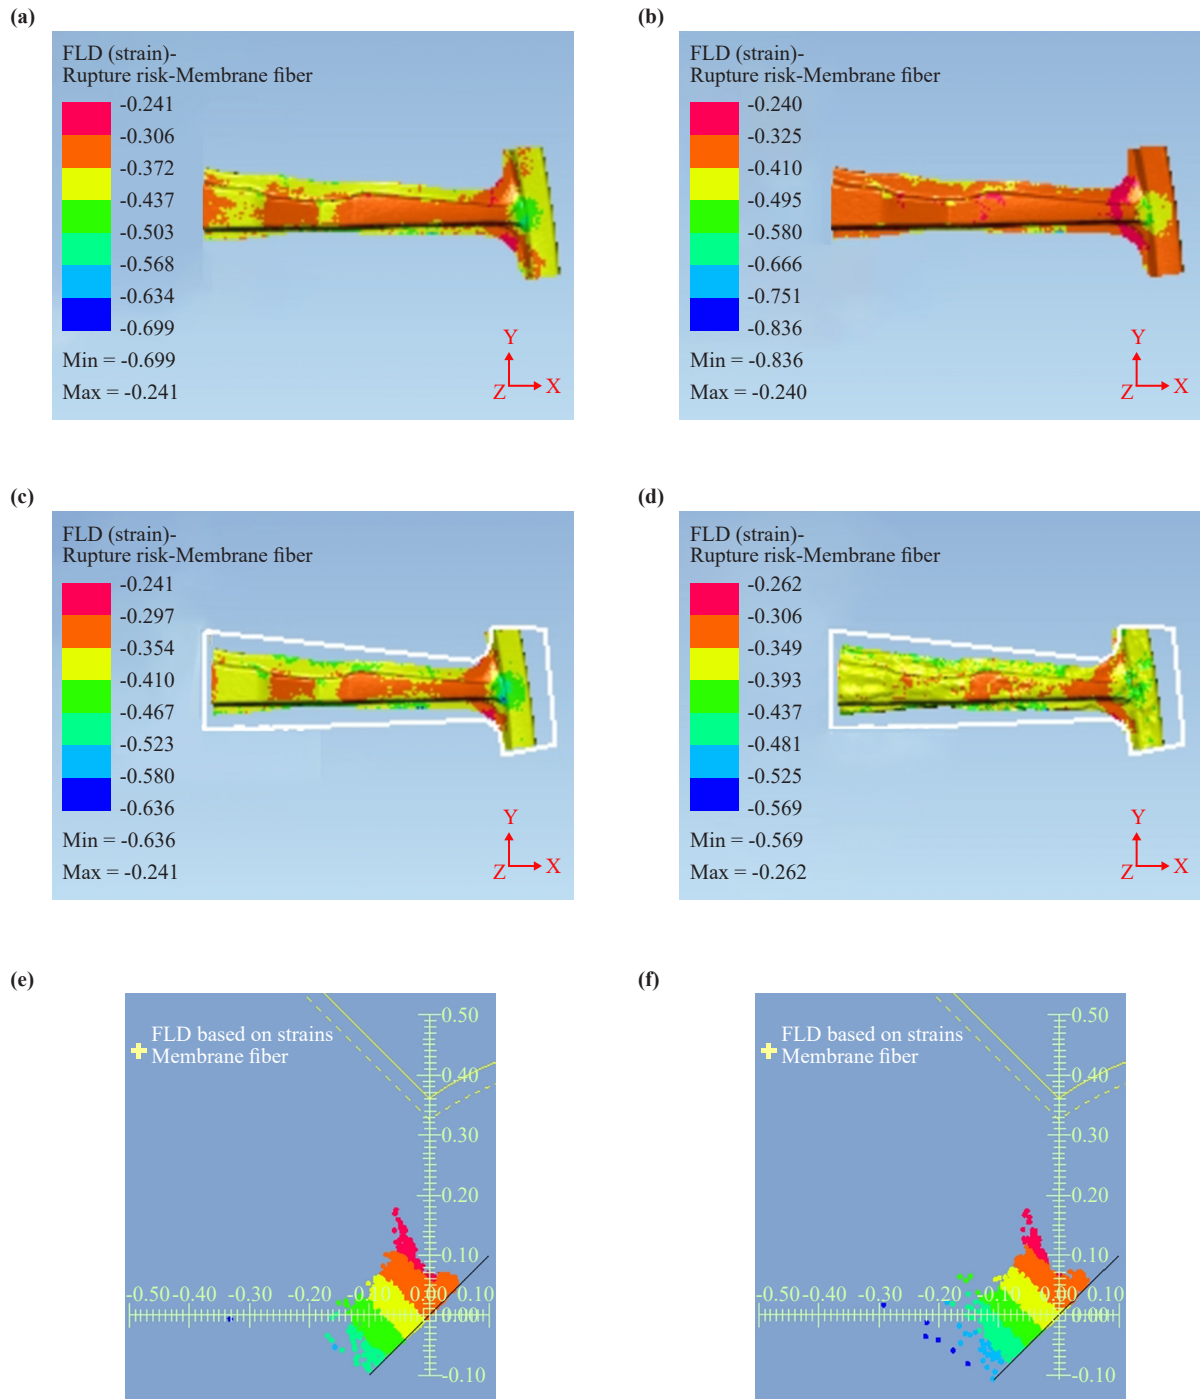 (a)
FLD (strain)-
Rupture risk-Membrane fiber
-0.241
-0.306
-0.372
-0.437
-0.503
-0.568
-0.634
-0.699
Min = -0.699
Max = -0.241
Y
Z X
(b)
FLD (strain)-
Rupture risk-Membrane fiber
-0.240
-0.325
-0.410
-0.495
-0.580
-0.666
-0.751
-0.836
Min = -0.836
Max = -0.240
Y
Z X
(c)
FLD (strain)-
Rupture risk-Membrane fiber
-0.241
-0.297
-0.354
-0.410
-0.467
-0.523
-0.580
-0.636
Min = -0.636
Max = -0.241
Y
Z X
(d)
FLD (strain)-
Rupture risk-Membrane fiber
-0.262
-0.306
-0.349
-0.393
-0.437
-0.481
-0.525
-0.569
Min = -0.569
Max = -0.262
Y
Z X
(e)
FLD based on strains
Membrane fiber
0.50
0.40
0.30
0.20
0.10
-0.50 -0.40 -0.30 -0.20 -0.10 0.00 0.10
0.00
-0.10
(f)
FLD based on strains
Membrane fiber
0.50
0.40
0.30
0.20
0.10
-0.50 -0.40 -0.30 -0.20 -0.10 0.00 0.10
0.00
-0.10